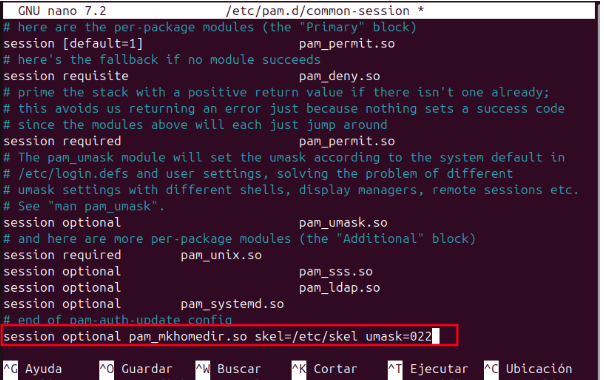 GNU nano 7.2 /etc/pam.d/common-session *
# here are the per-package modules (the "Primary" block)
session [default=1] pam_permit.so
# here's the fallback if no module succeeds
session requisite pam_deny.so
# prime the stack with a positive return value if there isn't one already;
# this avoids us returning an error just because nothing sets a success code
# since the modules above will each just jump around
session required pam_permit.so
# The pam_umask module will set the umask according to the system default in
# /etc/login.defs and user settings, solving the problem of different
# umask settings with different shells, display managers, remote sessions etc.
# See "man pam_umask".
session optional pam_umask.so
# and here are more per-package modules (the "Additional" block)
session required pam_unix.so
session optional pam_sss.so
session optional pam_ldap.so
session optional pam_systemd.so
# end of pam-auth-update config
session optional pam_mkhomedir.so skel=/etc/skel umask=022
^G Ayuda ^O Guardar ^W Buscar ^K Cortar ^T Ejecutar ^C Ubicación